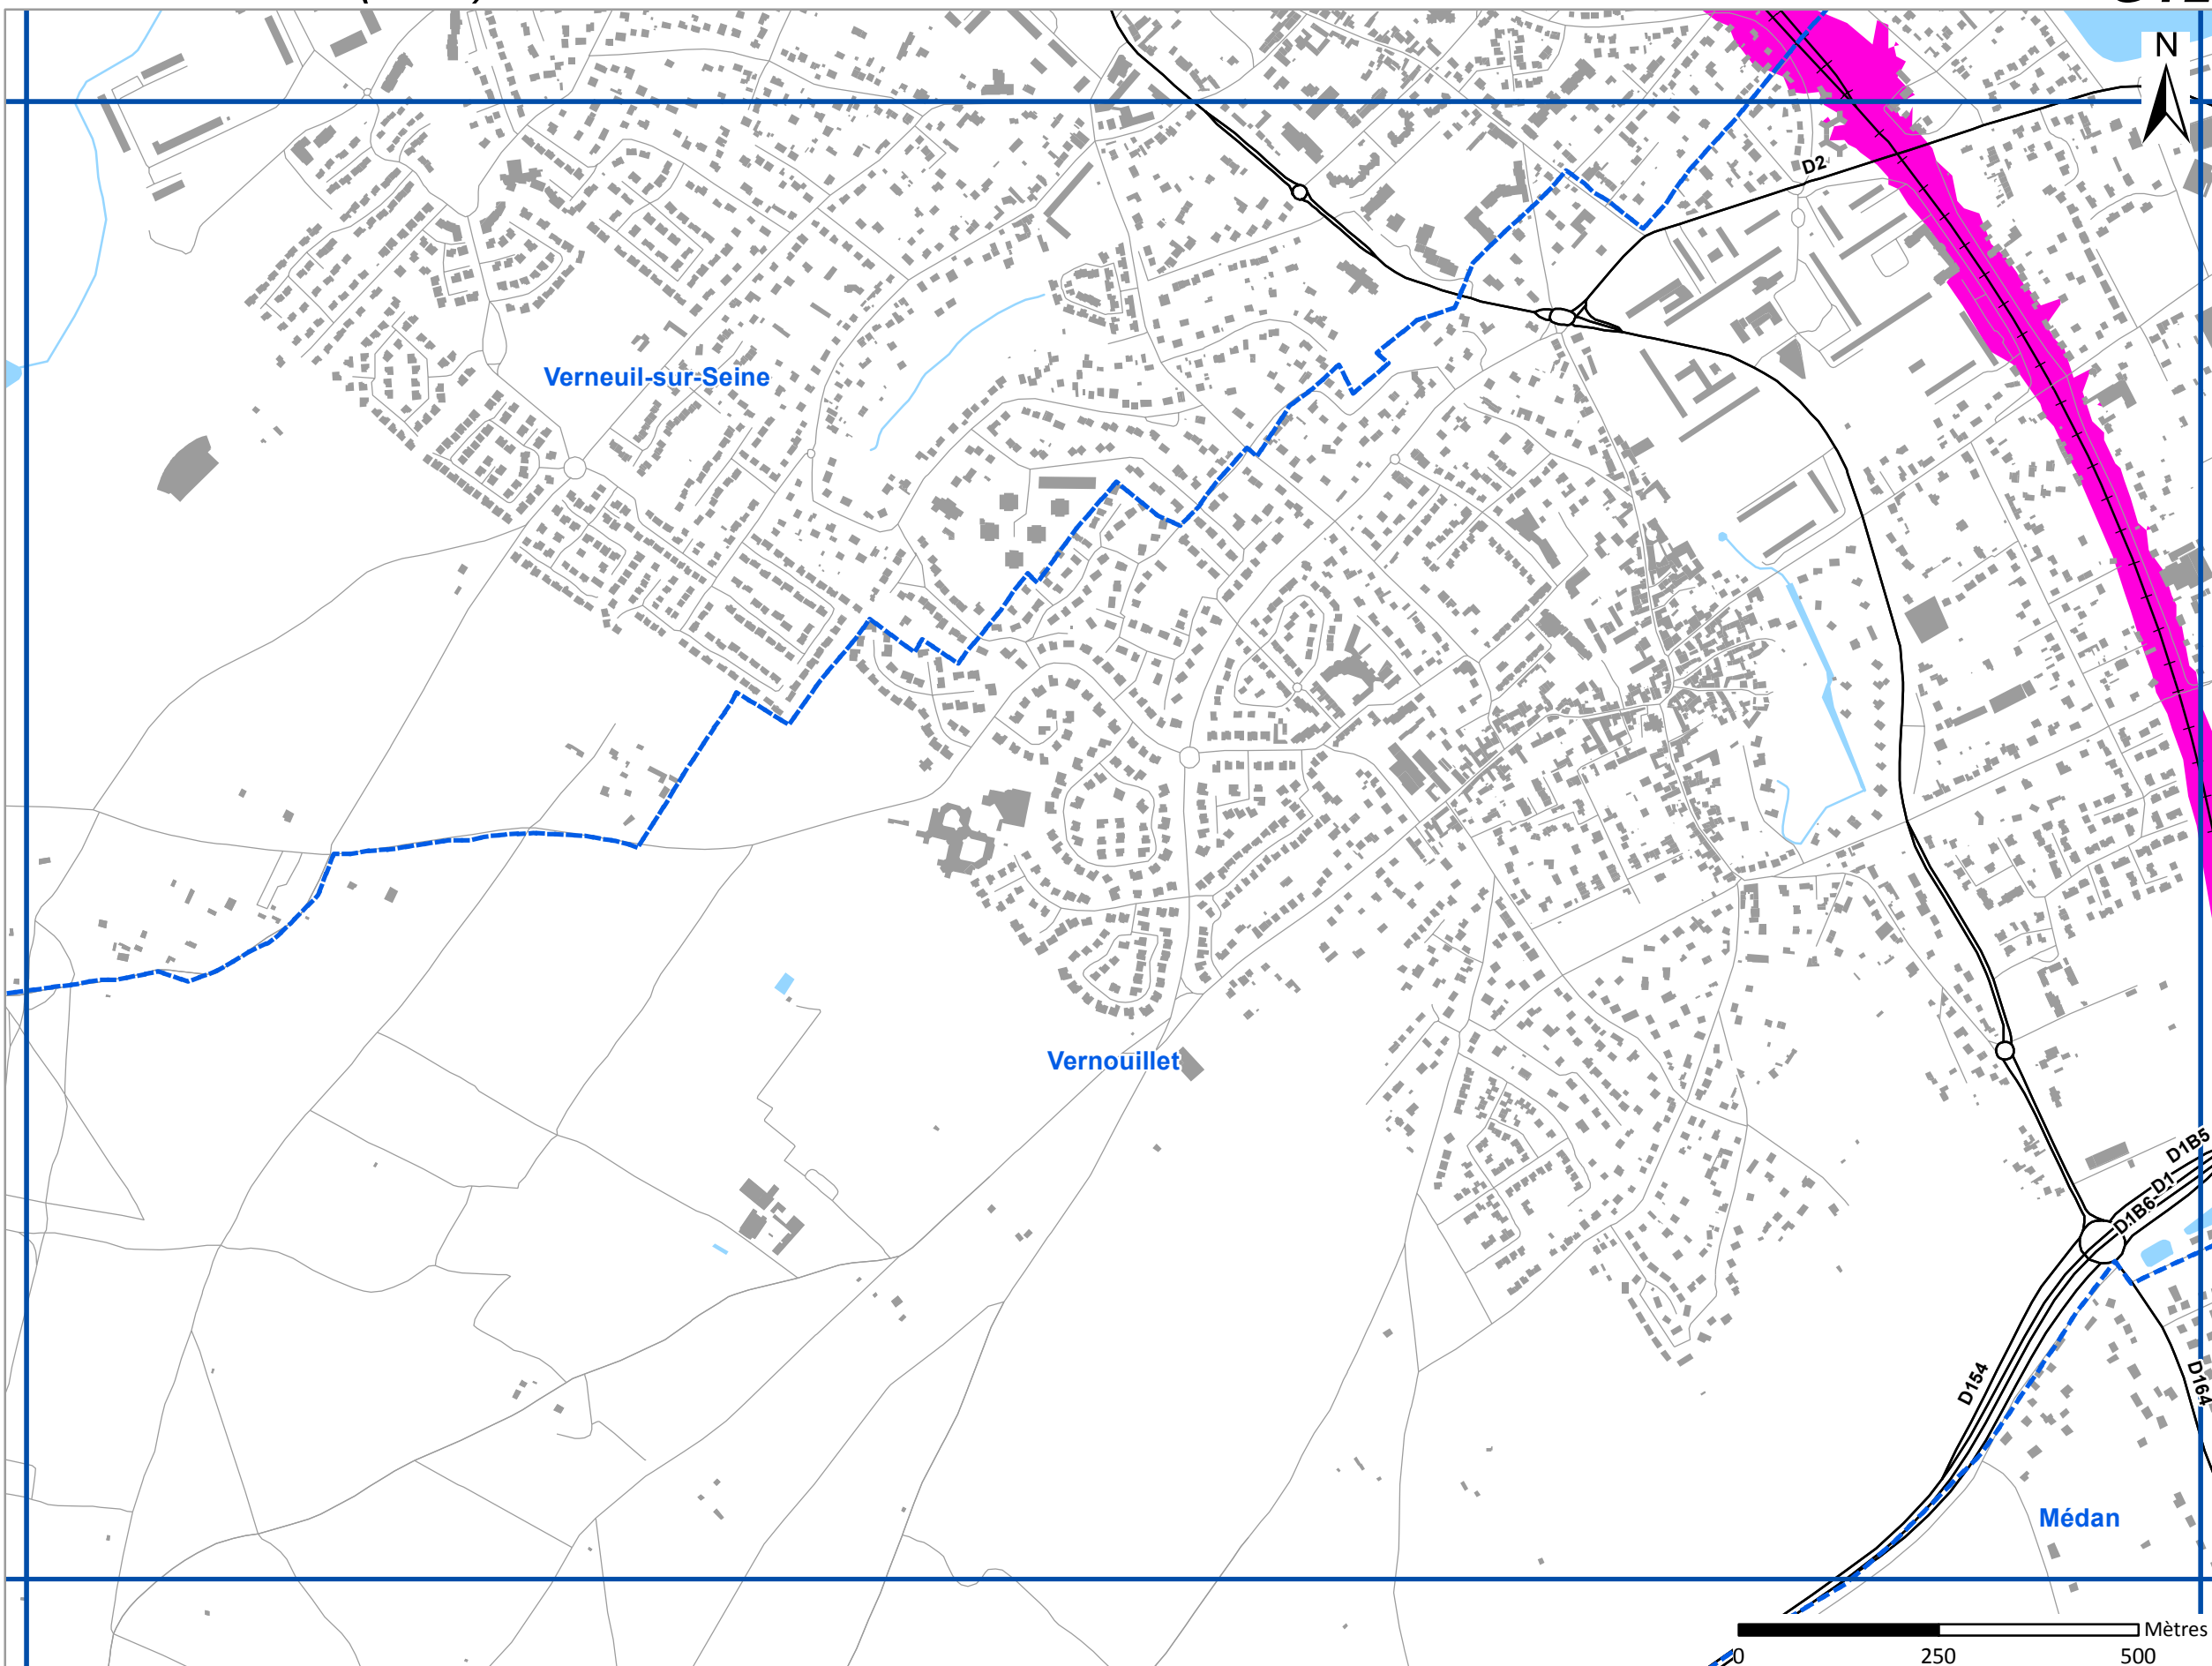 N
D2
Verneuil-sur-Seine
Vernouillet
D1B5
D1
D1B6
D154
D164
Médan
Mètres
0 250 500